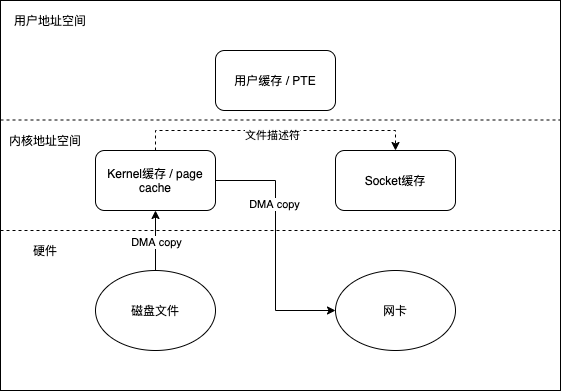 用户地址空间
用户缓存 / PTE
内核地址空间
文件描述符
Kernel缓存 / page
cache
Socket缓存
DMA copy
DMA copy
硬件
磁盘文件
网卡